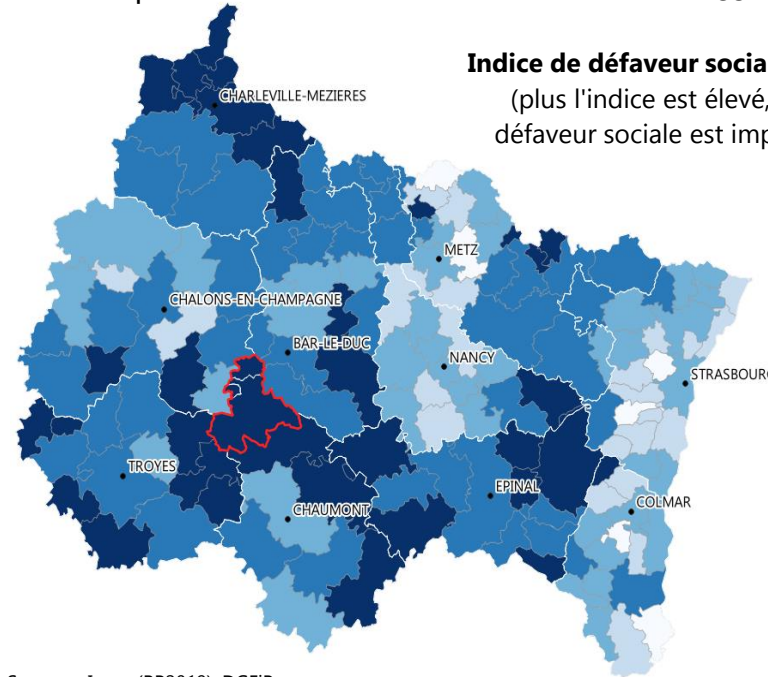 Indice de défaveur socia
(plus l'indice est élevé,
défaveur sociale est imp
CHARLEVILLE-MEZIERES
METZ
CHALONS-EN-CHAMPAGNE
BAR-LE-DUC
NANCY
STRASBOURG
TROYES
EPINAL
COLMAR
CHAUMONT